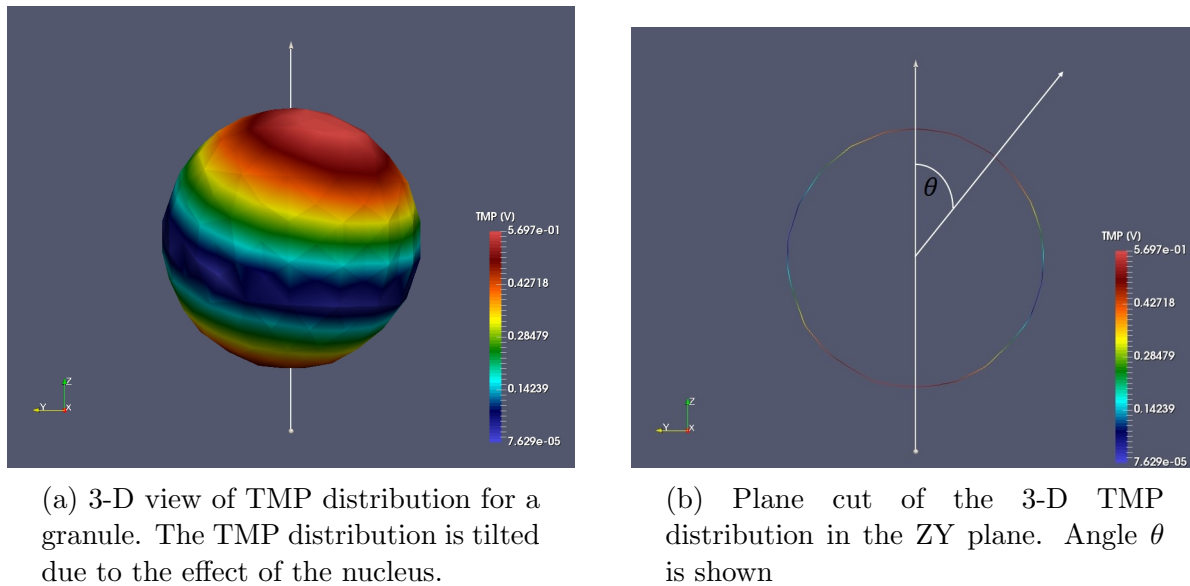 Z
Y
X
TMP (V)
5.697e-01
0.42718
0.28479
0.14239
7.629e-05
(a) 3-D view of TMP distribution for a
granule. The TMP distribution is tilted
due to the effect of the nucleus.
θ
Z
Y
X
TMP (V)
5.697e-01
0.42718
0.28479
0.14239
7.629e-05
(b) Plane cut of the 3-D TMP
distribution in the ZY plane. Angle θ
is shown